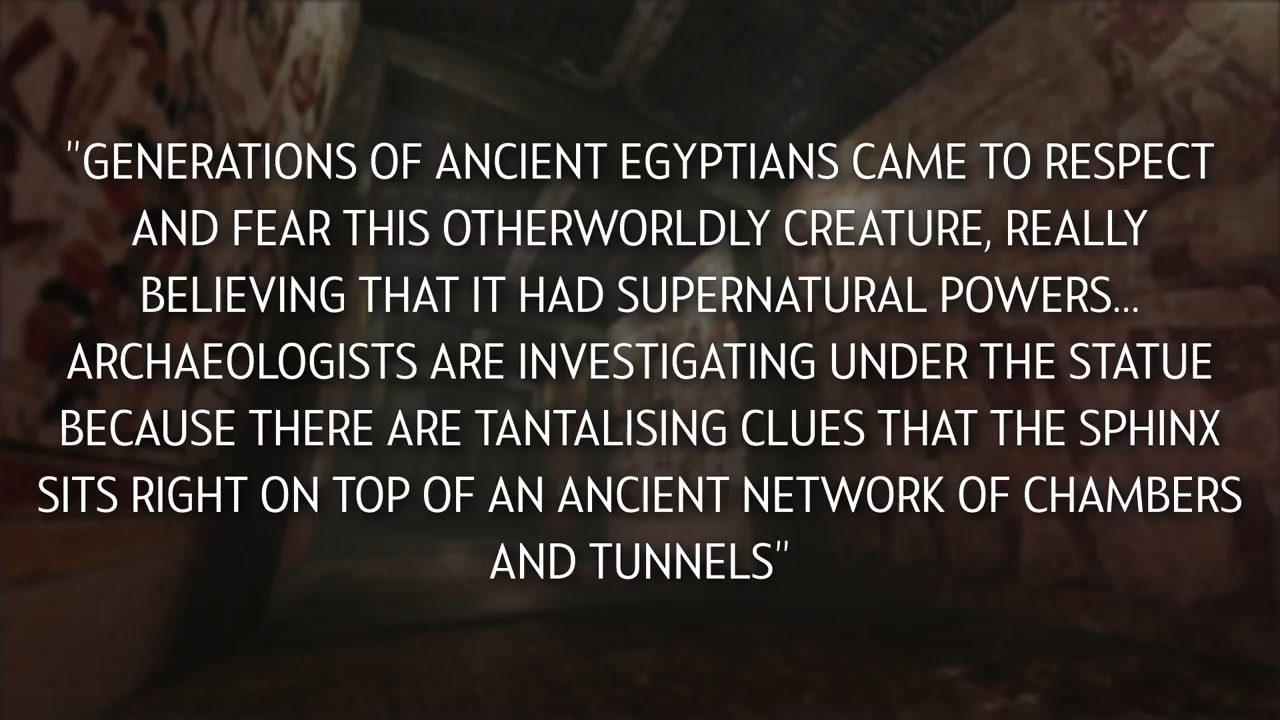 "GENERATIONS OF ANCIENT EGYPTIANS CAME TO RESPECT
AND FEAR THIS OTHERWORLDLY CREATURE, REALLY
BELIEVING THAT IT HAD SUPERNATURAL POWERS...
ARCHAEOLOGISTS ARE INVESTIGATING UNDER THE STATUE
BECAUSE THERE ARE TANTALISING CLUES THAT THE SPHINX
SITS RIGHT ON TOP OF AN ANCIENT NETWORK OF CHAMBERS
AND TUNNELS"